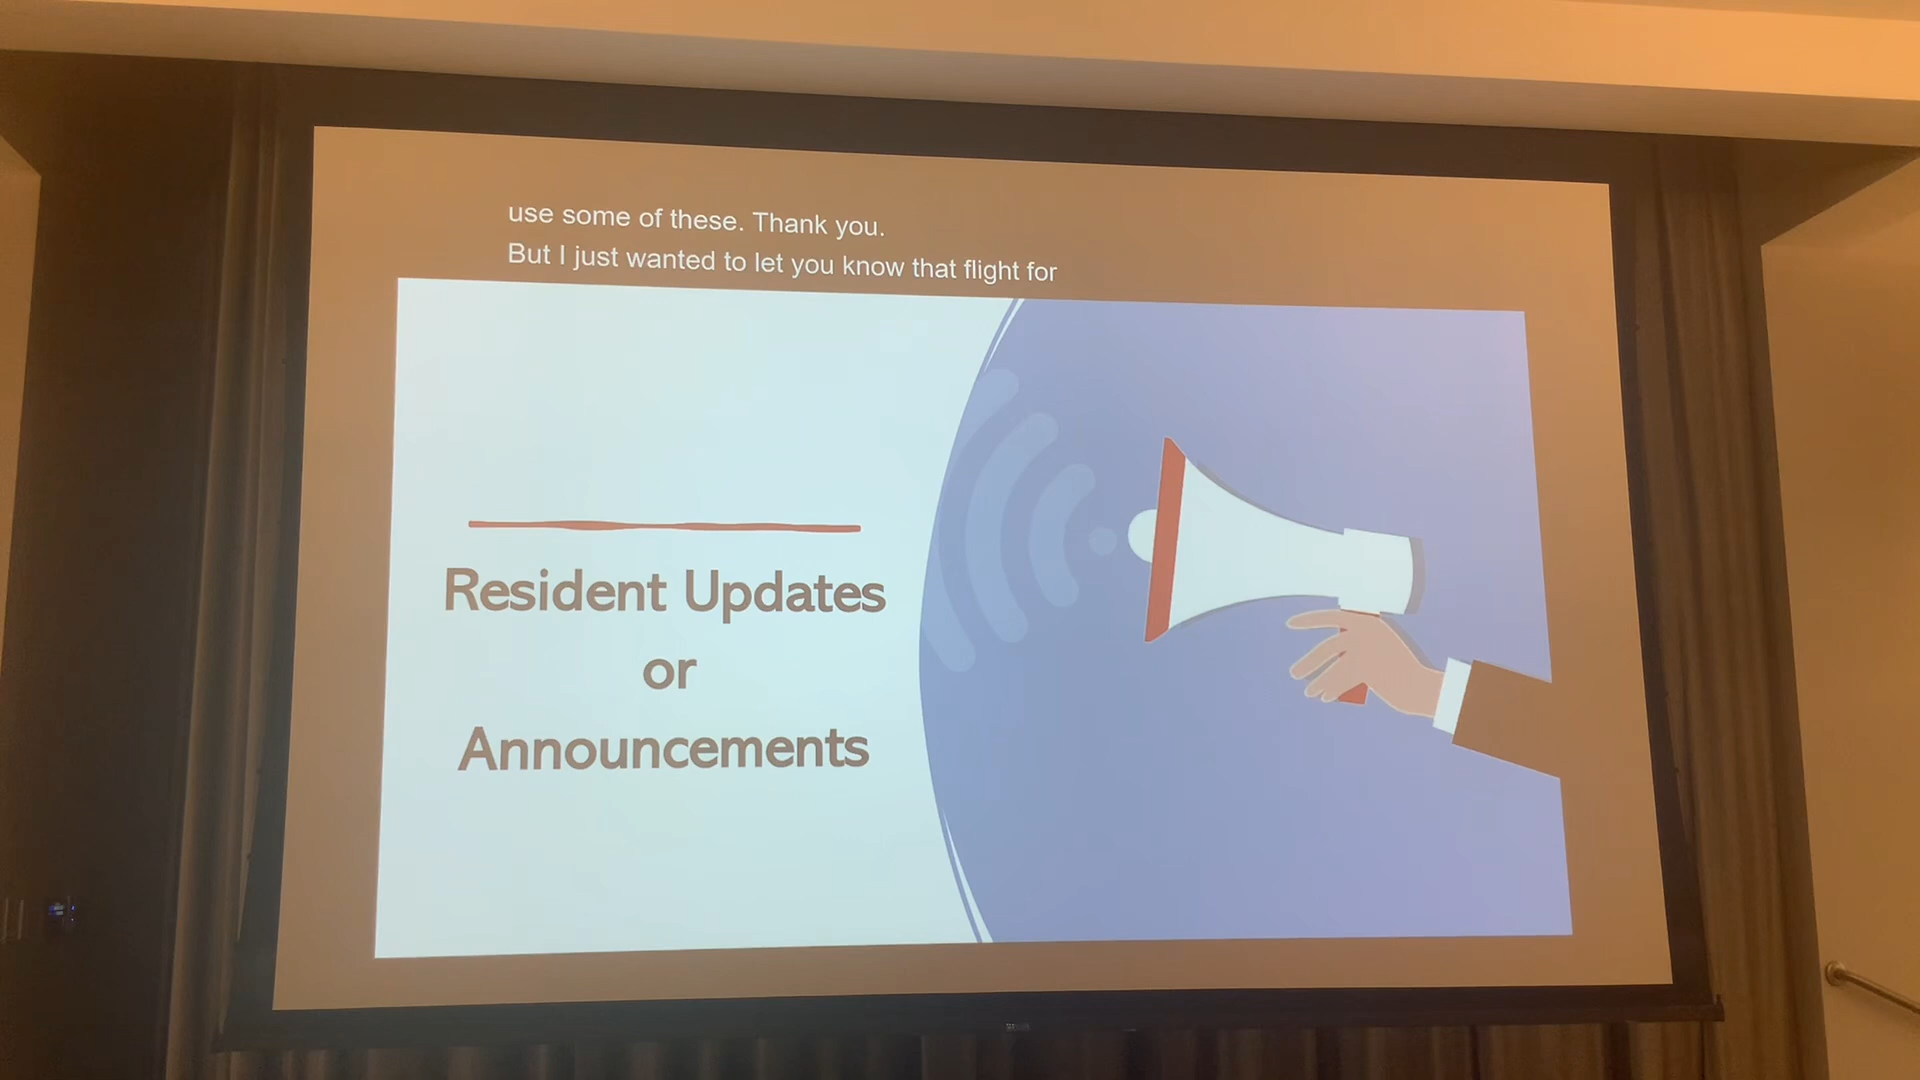 use some of these. Thank you.
But I just wanted to let you know that flight for
Resident Updates
or
Announcements